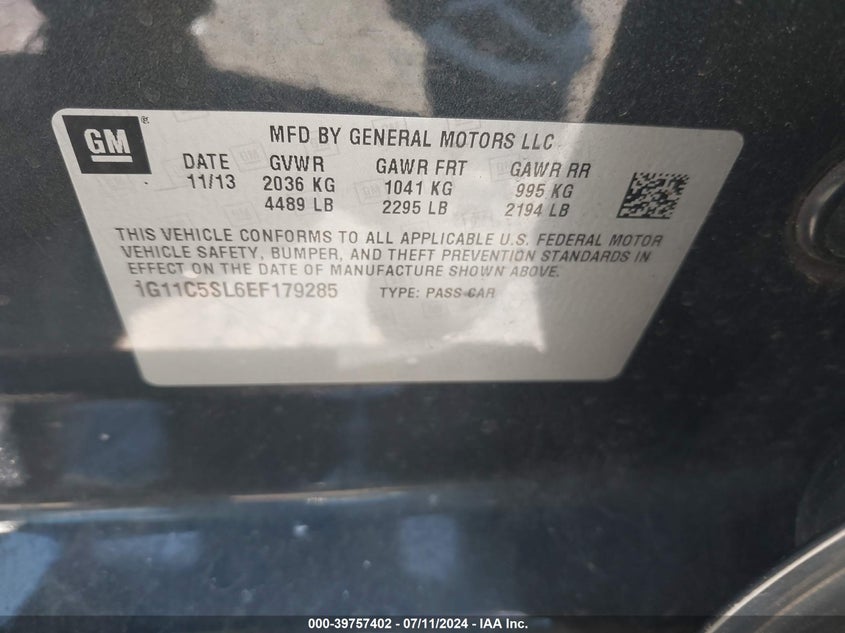 GM ®
MFD BY GENERAL MOTORS LLC
DATE GVWR GAWR FRT GAWR RR
11/13 2036 KG 1041 KG 995 KG
4489 LB 2295 LB 2194 LB
THIS VEHICLE CONFORMS TO ALL APPLICABLE U.S. FEDERAL MOTOR
VEHICLE SAFETY, BUMPER, AND THEFT PREVENTION STANDARDS IN
EFFECT ON THE DATE OF MANUFACTURE SHOWN ABOVE.
1G11C5SL6EF179285 TYPE: PASS CAR
000-39757402 - 07/11/2024 - IAA Inc.